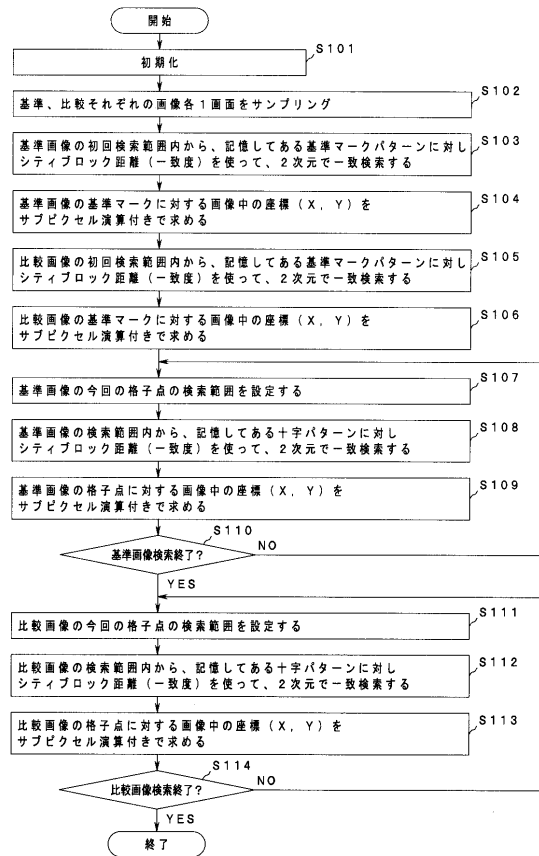 開始
S101
初期化
S102
基準、比較それぞれの画像各1画面をサンプリング
S103
基準画像の初回検索範囲内から、記憶してある基準マークパターンに対し
シティブロック距離(一致度)を使って、2次元で一致検索する
S104
基準画像の基準マークに対する画像中の座標(X, Y)を
サブピクセル演算付きで求める
S105
比較画像の初回検索範囲内から、記憶してある基準マークパターンに対し
シティブロック距離(一致度)を使って、2次元で一致検索する
S106
比較画像の基準マークに対する画像中の座標(X, Y)を
サブピクセル演算付きで求める
S107
基準画像の今回の格子点の検索範囲を設定する
S108
基準画像の検索範囲内から、記憶してある十字パターンに対し
シティブロック距離(一致度)を使って、2次元で一致検索する
S109
基準画像の格子点に対する画像中の座標(X, Y)を
サブピクセル演算付きで求める
S110
基準画像検索終了?
NO
YES
S111
比較画像の今回の格子点の検索範囲を設定する
S112
比較画像の検索範囲内から、記憶してある十字パターンに対し
シティブロック距離(一致度)を使って、2次元で一致検索する
S113
比較画像の格子点に対する画像中の座標(X, Y)を
サブピクセル演算付きで求める
S114
比較画像検索終了?
NO
YES
終了